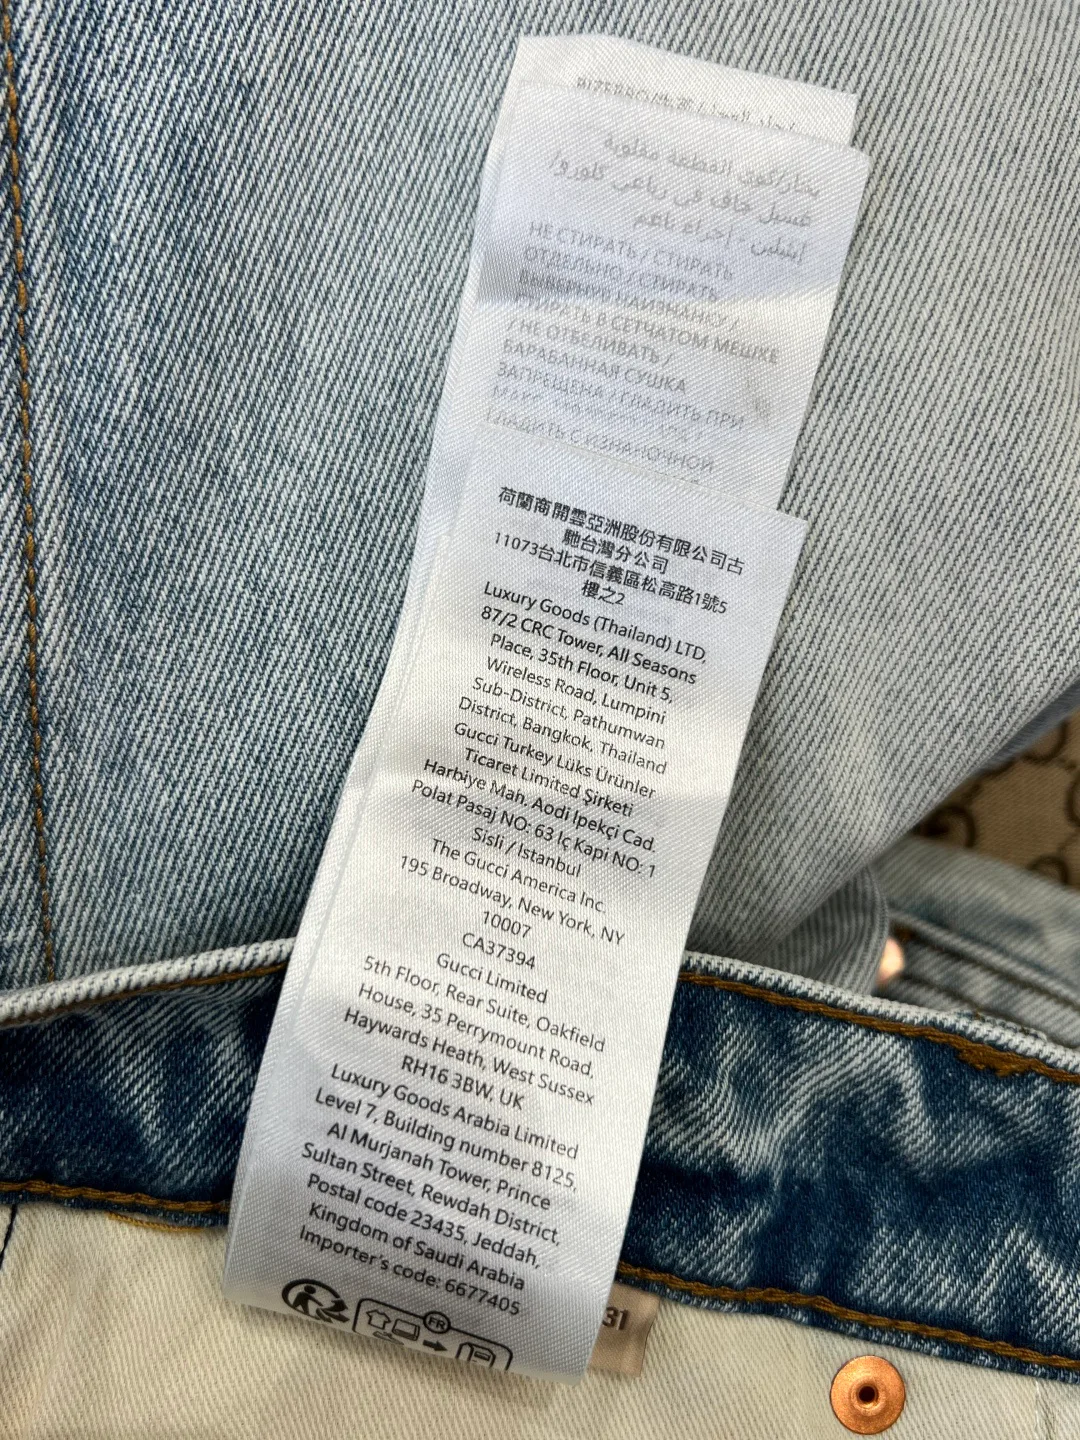 بخار/كوي القطعة مقلوبة
غسيل جاف في رباعي كلورو/
إيثيلين - إجراء ناعم
НЕ СТИРАТЬ / СТИРАТЬ
ОТДЕЛЬНО / СТИРАТЬ
ВЫВЕРНУВ НАИЗНАНКУ /
СТИРАТЬ В СЕТЧАТОМ МЕШКЕ
/ НЕ ОТБЕЛИВАТЬ /
БАРАБАННАЯ СУШКА
ЗАПРЕЩЕНА / ГЛАДИТЬ ПРИ
ГЛАДИТЬ С ИЗНАНОЧНОЙ
荷蘭商開雲亞洲股份有限公司古
馳台灣分公司
11073台北市信義區松高路1號5
樓之2
Luxury Goods (Thailand) LTD,
87/2 CRC Tower, All Seasons
Place, 35th Floor, Unit 5,
Wireless Road, Lumpini
Sub-District, Pathumwan
District, Bangkok, Thailand
Gucci Turkey Lüks Ürünler
Ticaret Limited Şirketi
Harbiye Mah. Aodi Ipekçi Cad.
Polat Pasaj NO: 63 Iç Kapi NO: 1
Sisli / Istanbul
The Gucci America Inc.
195 Broadway, New York, NY
10007
CA37394
Gucci Limited
5th Floor, Rear Suite, Oakfield
House, 35 Perrymount Road,
Haywards Heath, West Sussex
RH16 3BW, UK
Luxury Goods Arabia Limited
Level 7, Building number 8125,
Al Murjanah Tower, Prince
Sultan Street, Rewdah District,
Postal code 23435, Jeddah,
Kingdom of Saudi Arabia
Importer's code: 6677405
FR
31